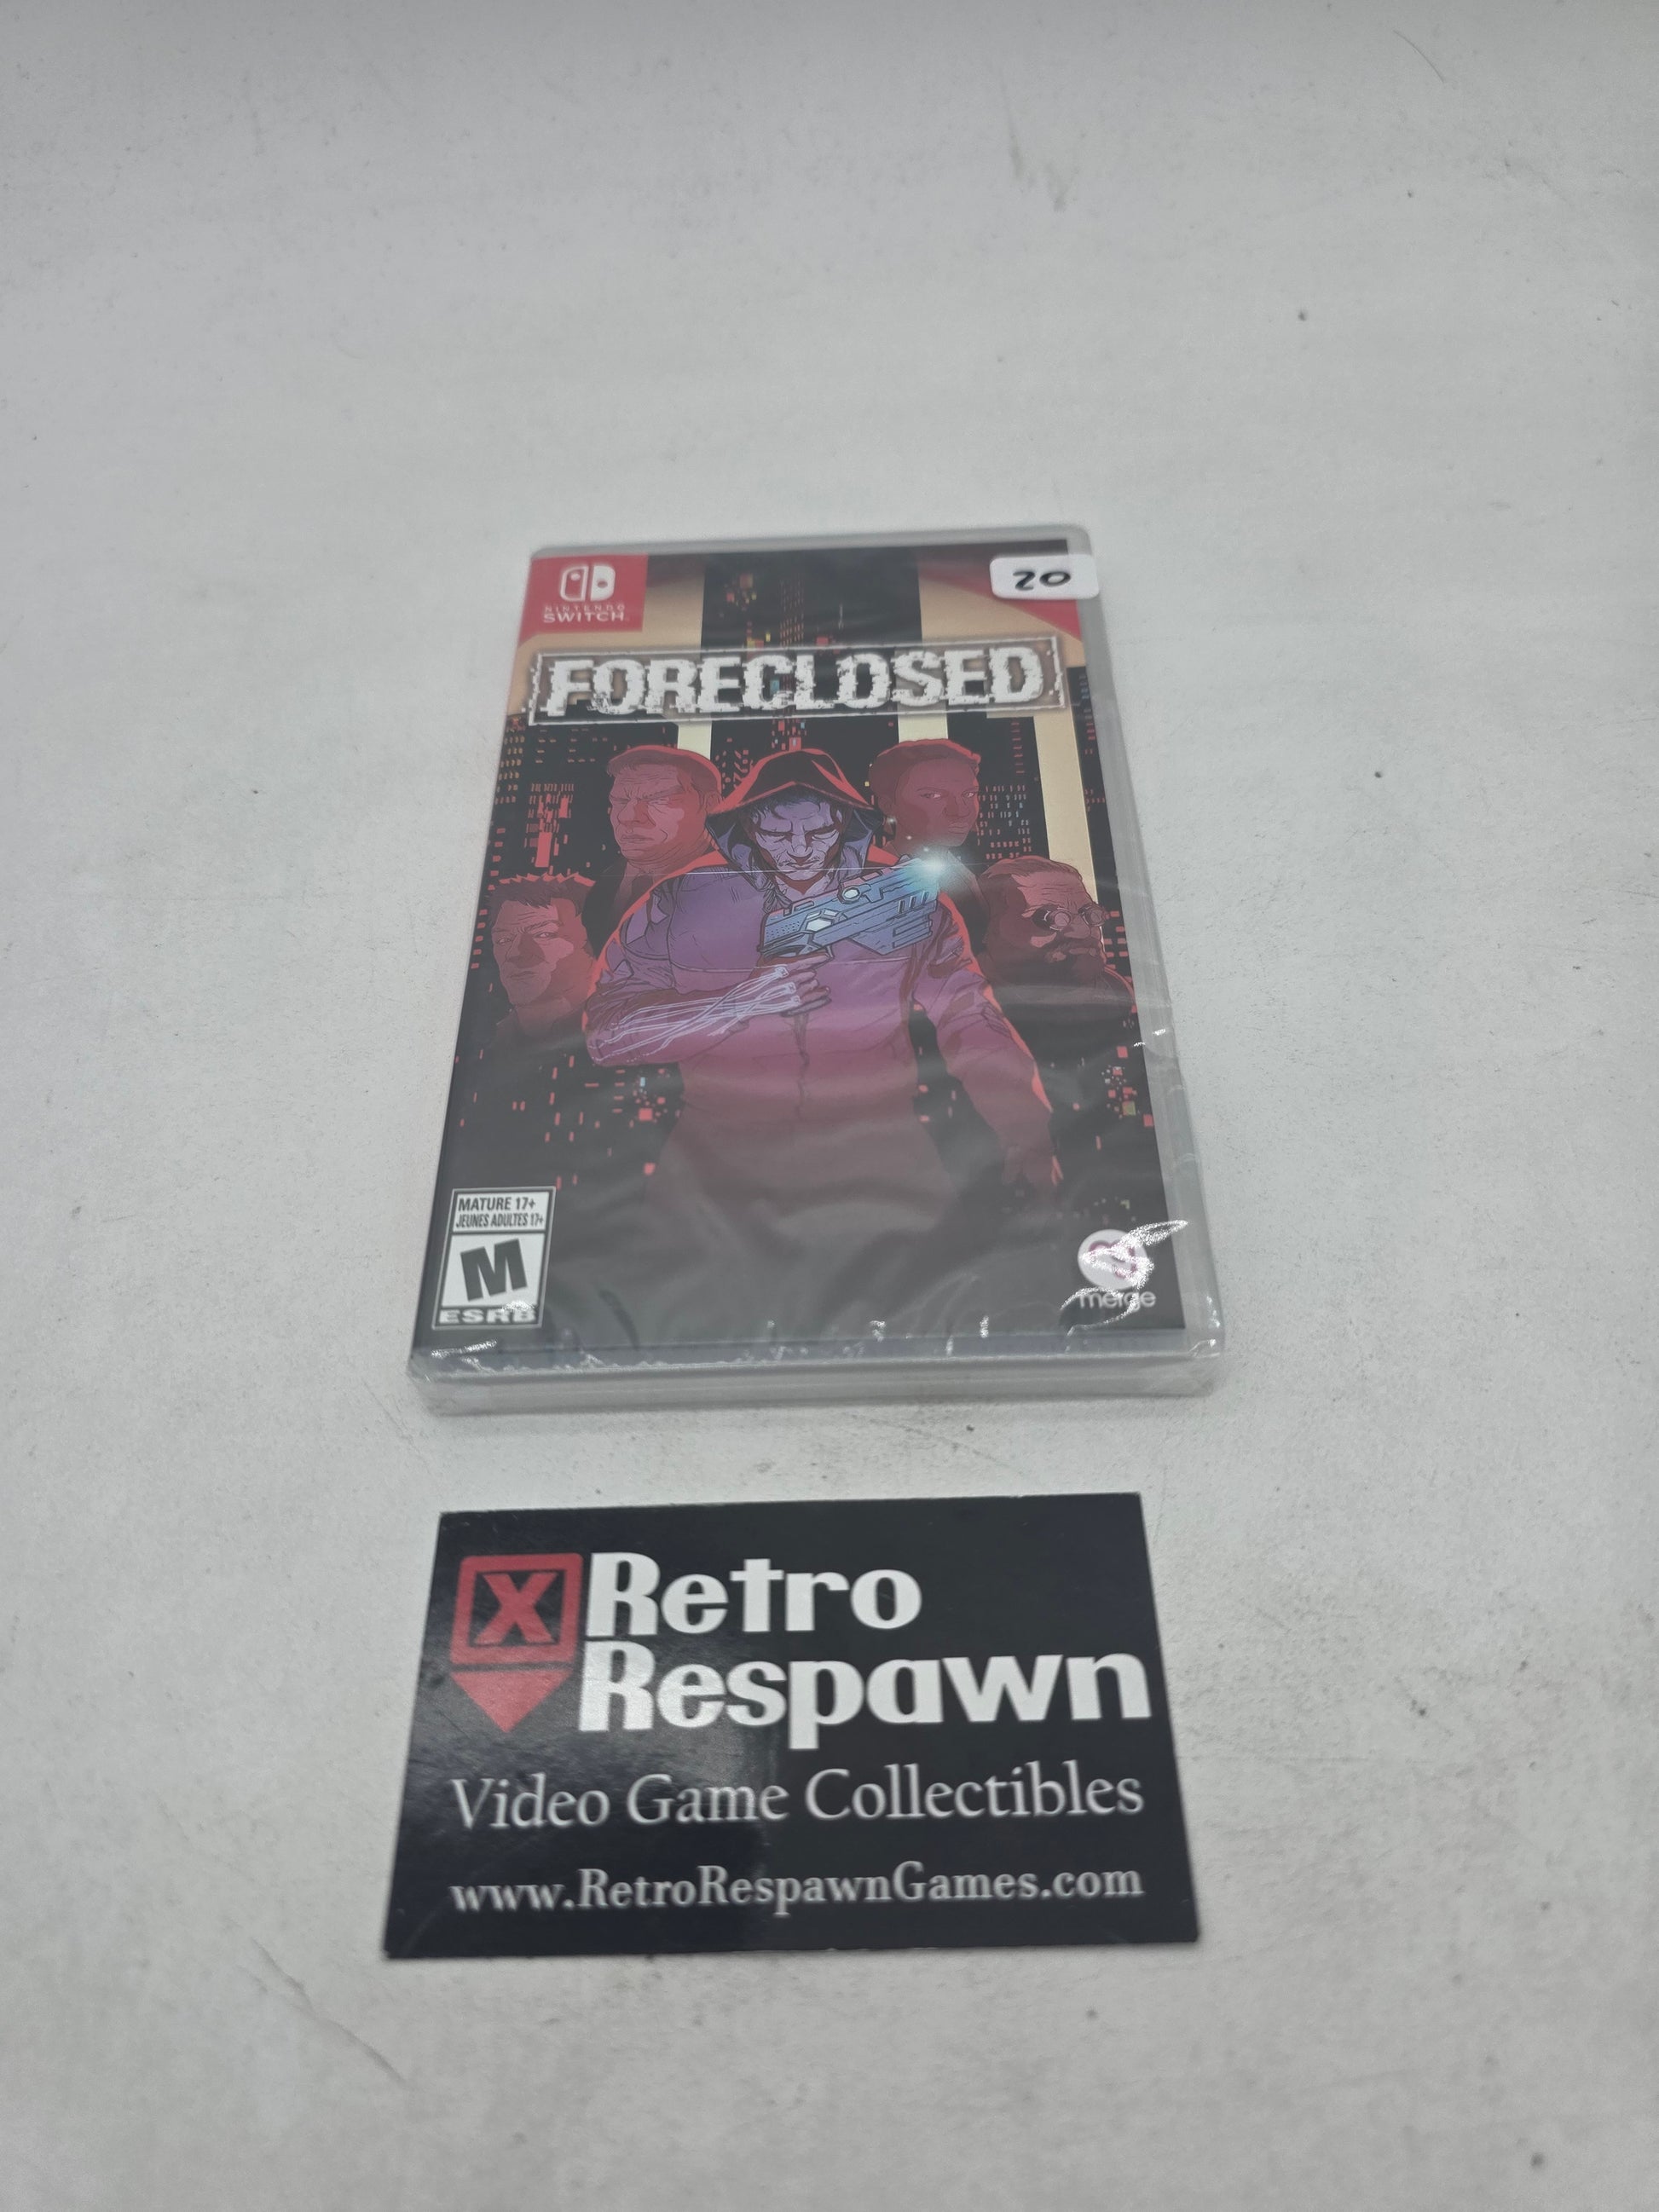 NINTENDO
SWITCH
20
FORECLOSED
MATURE 17+
JEUNES ADULTES 17+
M
ESRB
merge
X
Retro
Respawn
Video Game Collectibles
www.RetroRespawnGames.com